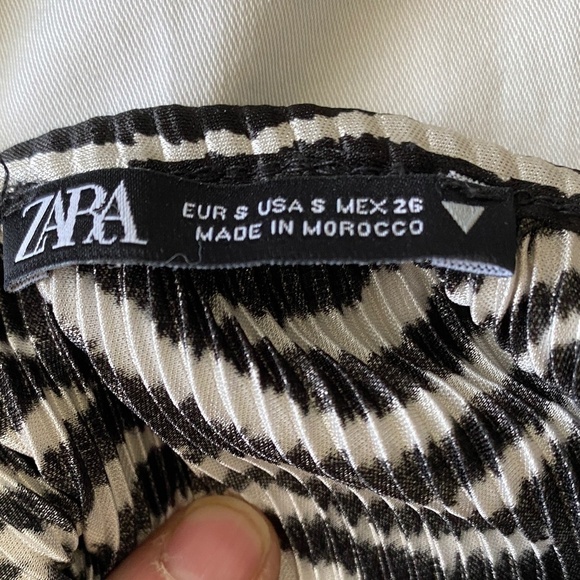 ZARA
EUR S USA S MEX 26
MADE IN MOROCCO